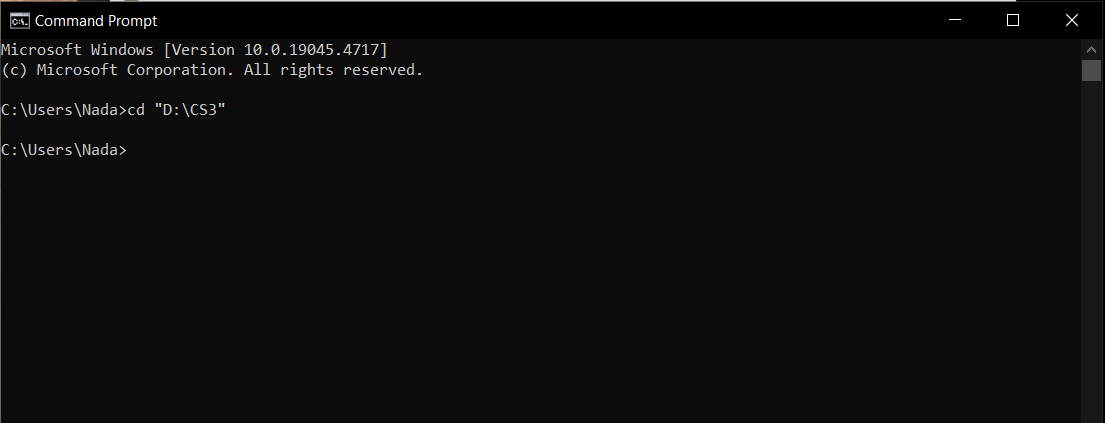 Command Prompt
Microsoft Windows [Version 10.0.19045.4717]
(c) Microsoft Corporation. All rights reserved.
C:\Users\Nada>cd "D:\CS3"
C:\Users\Nada>